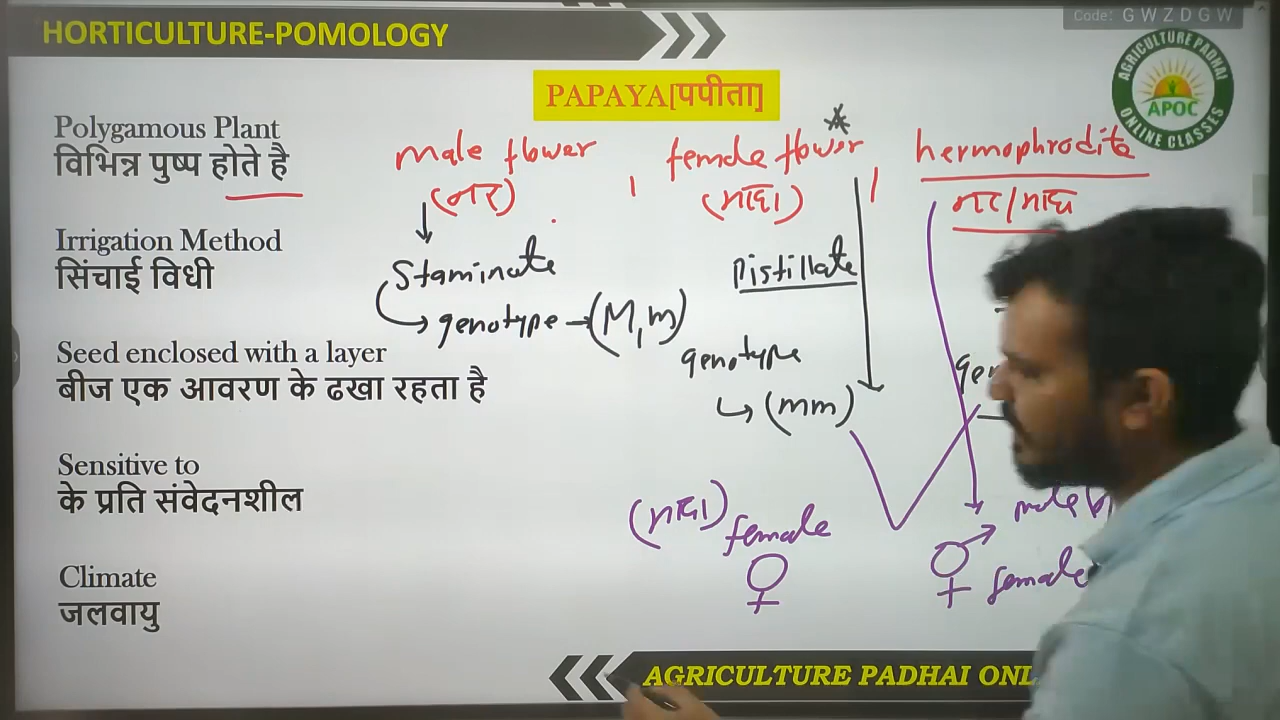 Code: G W Z D G W
HORTICULTURE-POMOLOGY
AGRICULTURE PADHAI
APOC
ONLINE CLASSES
PAPAYA[पपीता]
Polygamous Plant
विभिन्न पुष्प होते है
male flower
(नर)
female flower
(मादा)
hermophrodite
नर/मादा
Irrigation Method
सिंचाई विधी
Staminate
genotype → (M,m)
Pistillate
genotype
(mm)
Seed enclosed with a layer
बीज एक आवरण के ढखा रहता है
Sensitive to
के प्रति संवेदनशील
(मादा) female
♀
male
female
Climate
जलवायु
AGRICULTURE PADHAI